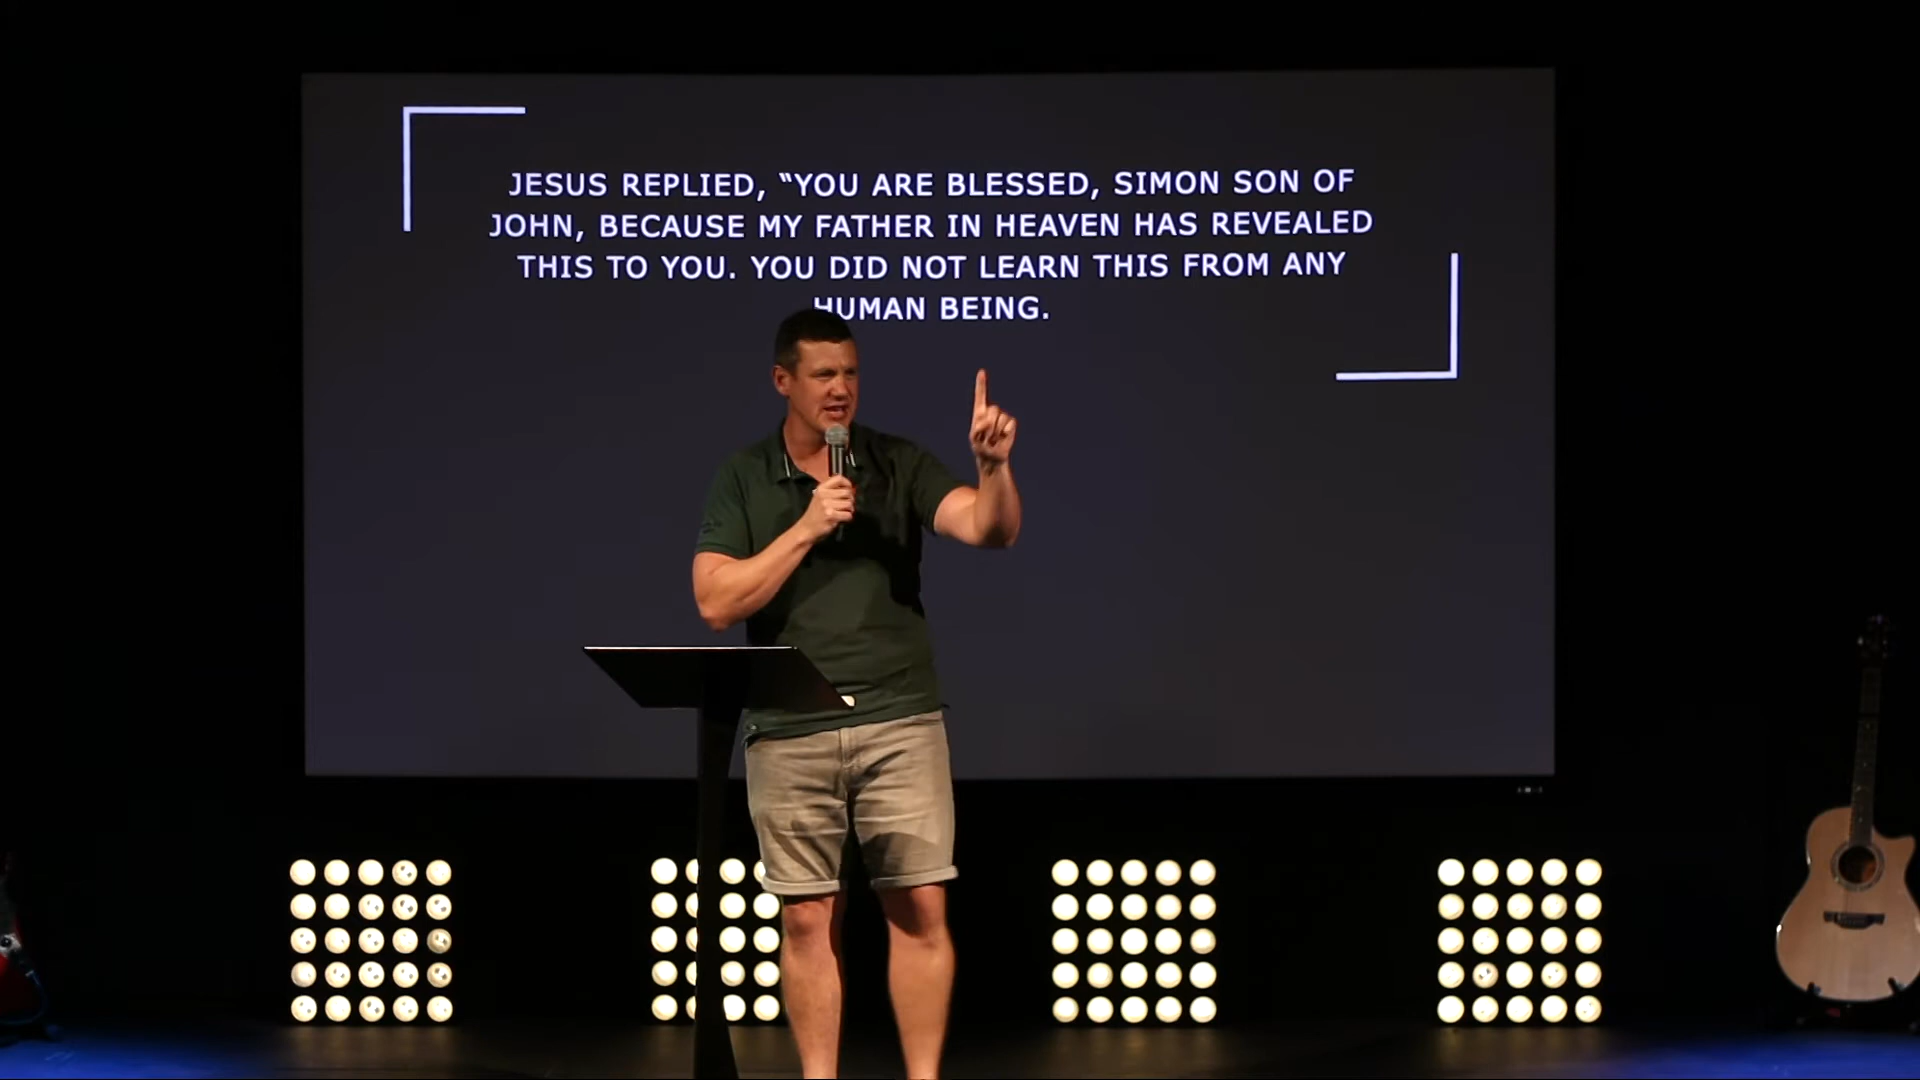 JESUS REPLIED, “YOU ARE BLESSED, SIMON SON OF
JOHN, BECAUSE MY FATHER IN HEAVEN HAS REVEALED
THIS TO YOU. YOU DID NOT LEARN THIS FROM ANY
HUMAN BEING.